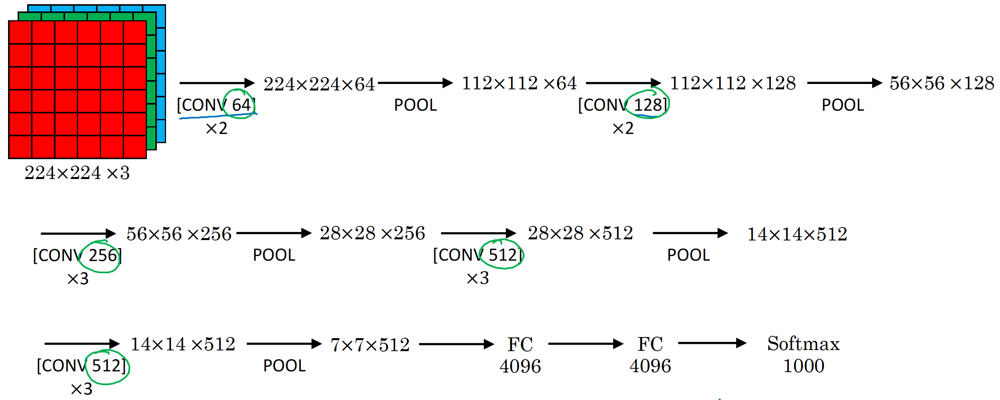 224×224×64 112×112 ×64 112×112 ×128 56×56 ×128
[CONV 64] POOL [CONV 128] POOL
×2 ×2
224×224 ×3
56×56 ×256 28×28 ×256 28×28 ×512 14×14×512
[CONV 256] POOL [CONV 512] POOL
×3 ×3
14×14 ×512 7×7×512 FC FC Softmax
[CONV 512] POOL 4096 4096 1000
×3